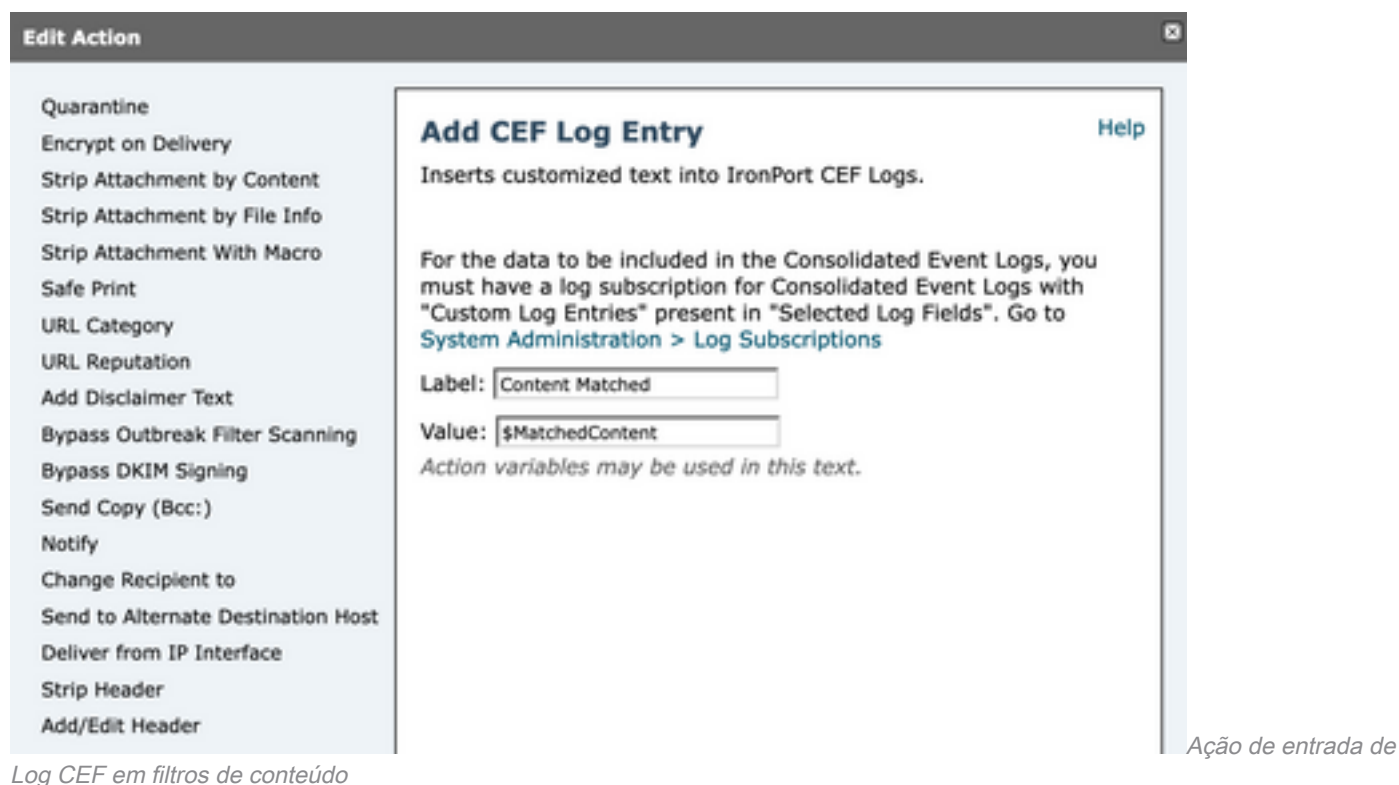 Edit Action
Quarantine
Encrypt on Delivery
Strip Attachment by Content
Strip Attachment by File Info
Strip Attachment With Macro
Safe Print
URL Category
URL Reputation
Add Disclaimer Text
Bypass Outbreak Filter Scanning
Bypass DKIM Signing
Send Copy (Bcc:)
Notify
Change Recipient to
Send to Alternate Destination Host
Deliver from IP Interface
Strip Header
Add/Edit Header
Add CEF Log Entry
Help
Inserts customized text into IronPort CEF Logs.
For the data to be included in the Consolidated Event Logs, you
must have a log subscription for Consolidated Event Logs with
"Custom Log Entries" present in "Selected Log Fields". Go to
System Administration > Log Subscriptions
Label: Content Matched
Value: $MatchedContent
Action variables may be used in this text.
Ação de entrada de
Log CEF em filtros de conteúdo